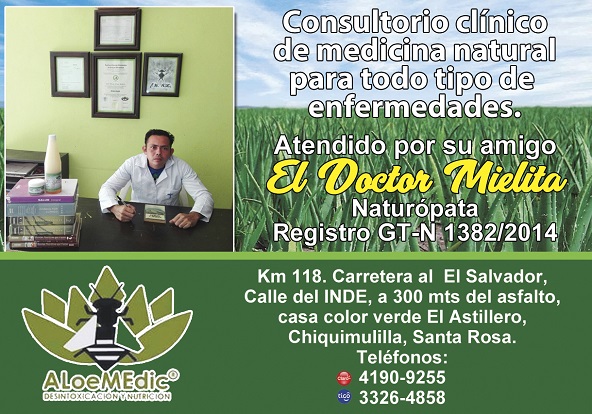 Consultorio clínico
de medicina natural
para todo tipo de
enfermedades.
Atendido por su amigo
El Doctor Mielita
Naturópata
Registro GT-N 1382/2014
Km 118. Carretera al El Salvador,
Calle del INDE, a 300 mts del asfalto,
casa color verde El Astillero,
Chiquimulilla, Santa Rosa.
Teléfonos:
Claro 4190-9255
tigo 3326-4858
ALoeMEdic®
DESINTOXICACIÓN Y NUTRICIÓN